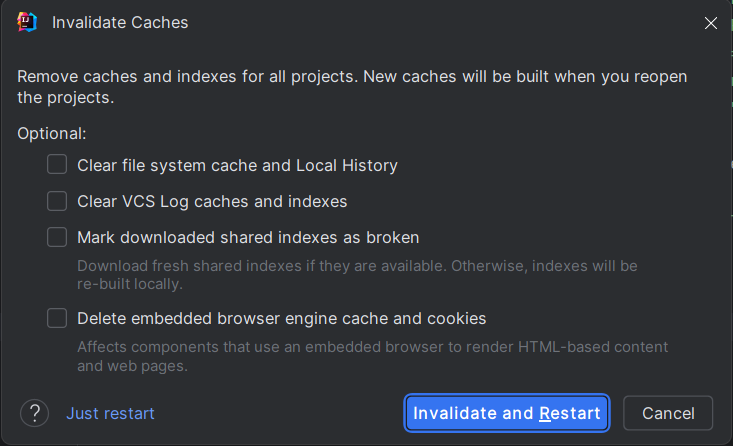 Invalidate Caches
Remove caches and indexes for all projects. New caches will be built when you reopen
the projects.
Optional:
Clear file system cache and Local History
Clear VCS Log caches and indexes
Mark downloaded shared indexes as broken
Download fresh shared indexes if they are available. Otherwise, indexes will be
re-built locally.
Delete embedded browser engine cache and cookies
Affects components that use an embedded browser to render HTML-based content
and web pages.
? Just restart Invalidate and Restart Cancel